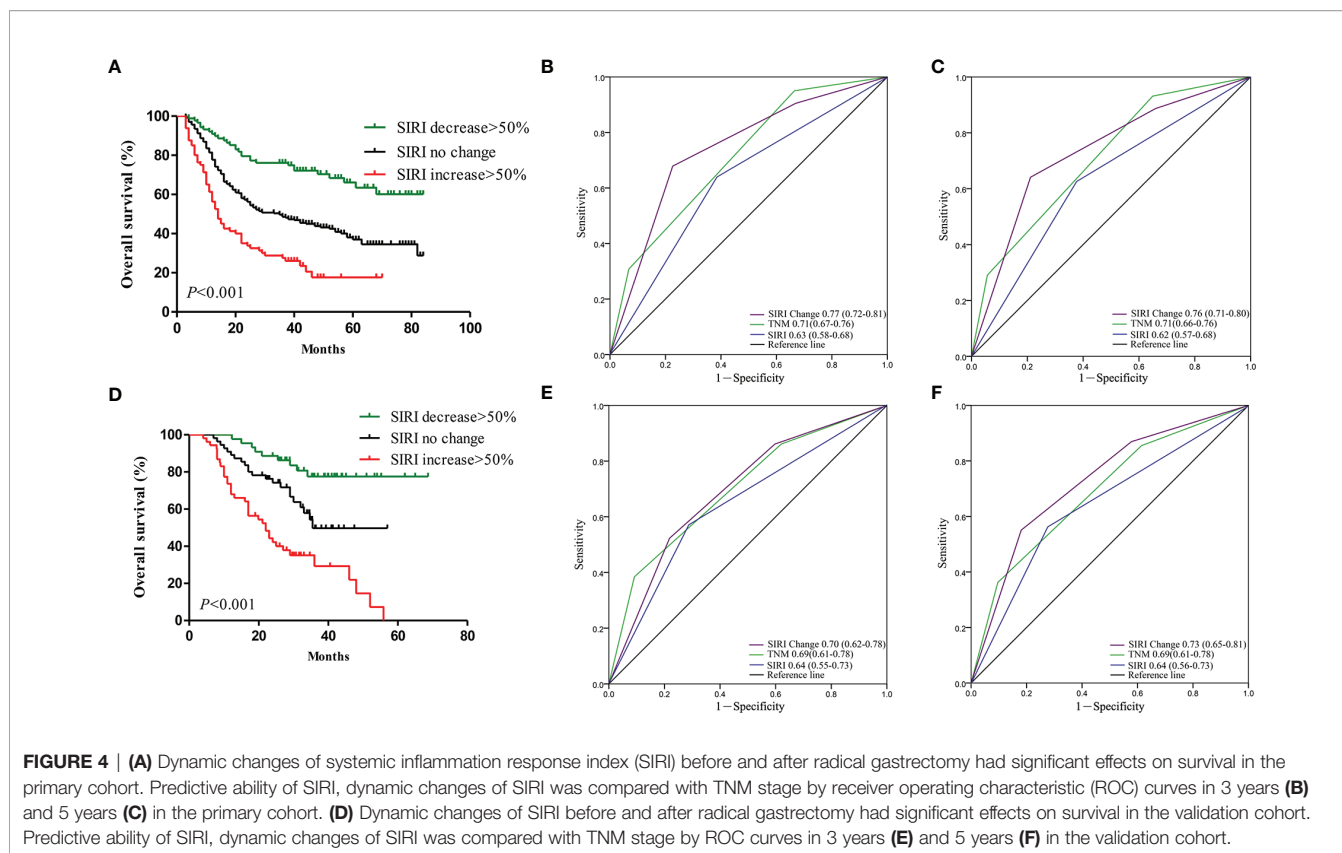 A
Overall survival (%)
100
80
60
40
20
0
0 20 40 60 80 100
Months
P<0.001
SIRI decrease>50%
SIRI no change
SIRI increase>50%
B
Sensitivity
1.0
0.8
0.6
0.4
0.2
0.0
0.0 0.2 0.4 0.6 0.8 1.0
1−Specificity
SIRI Change 0.77 (0.72-0.81)
TNM 0.71(0.67-0.76)
SIRI 0.63 (0.58-0.68)
Reference line
C
Sensitivity
1.0
0.8
0.6
0.4
0.2
0.0
0.0 0.2 0.4 0.6 0.8 1.0
1−Specificity
SIRI Change 0.76 (0.71-0.80)
TNM 0.71(0.66-0.76)
SIRI 0.62 (0.57-0.68)
Reference line
D
Overall survival (%)
100
80
60
40
20
0
0 20 40 60 80
Months
P<0.001
SIRI decrease>50%
SIRI no change
SIRI increase>50%
E
Sensitivity
1.0
0.8
0.6
0.4
0.2
0.0
0.0 0.2 0.4 0.6 0.8 1.0
1−Specificity
SIRI Change 0.70 (0.62-0.78)
TNM 0.69(0.61-0.78)
SIRI 0.64 (0.55-0.73)
Reference line
F
Sensitivity
1.0
0.8
0.6
0.4
0.2
0.0
0.0 0.2 0.4 0.6 0.8 1.0
1−Specificity
SIRI Change 0.73 (0.65-0.81)
TNM 0.69(0.61-0.78)
SIRI 0.64 (0.56-0.73)
Reference line
FIGURE 4 | (A) Dynamic changes of systemic inflammation response index (SIRI) before and after radical gastrectomy had significant effects on survival in the
primary cohort. Predictive ability of SIRI, dynamic changes of SIRI was compared with TNM stage by receiver operating characteristic (ROC) curves in 3 years (B)
and 5 years (C) in the primary cohort. (D) Dynamic changes of SIRI before and after radical gastrectomy had significant effects on survival in the validation cohort.
Predictive ability of SIRI, dynamic changes of SIRI was compared with TNM stage by ROC curves in 3 years (E) and 5 years (F) in the validation cohort.